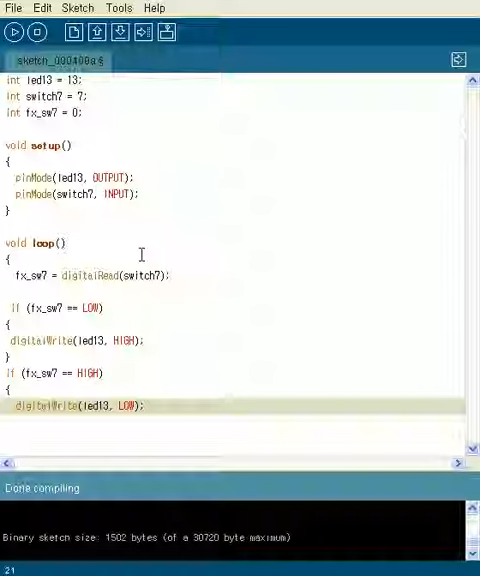 File Edit Sketch Tools Help
sketch_090409a §
int led13 = 13;
int switch7 = 7;
int fx_sw7 = 0;
void setup()
{
pinMode(led13, OUTPUT);
pinMode(switch7, INPUT);
}
void loop()
{
fx_sw7 = digitalRead(switch7);
if (fx_sw7 == LOW)
{
digitalWrite(led13, HIGH);
}
if (fx_sw7 == HIGH)
{
digitalWrite(led13, LOW);
Done compiling
Binary sketch size: 1502 bytes (of a 30720 byte maximum)
21